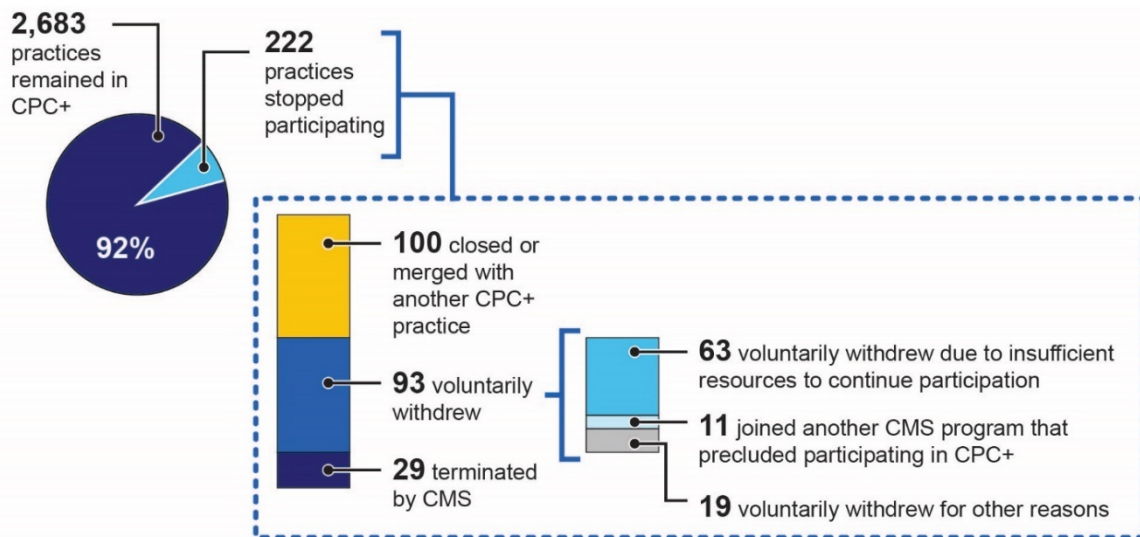 2,683
practices
remained in
CPC+
222
practices
stopped
participating
92%
100 closed or
merged with
another CPC+
practice
93 voluntarily
withdrew
29 terminated
by CMS
63 voluntarily withdrew due to insufficient
resources to continue participation
11 joined another CMS program that
precluded participating in CPC+
19 voluntarily withdrew for other reasons